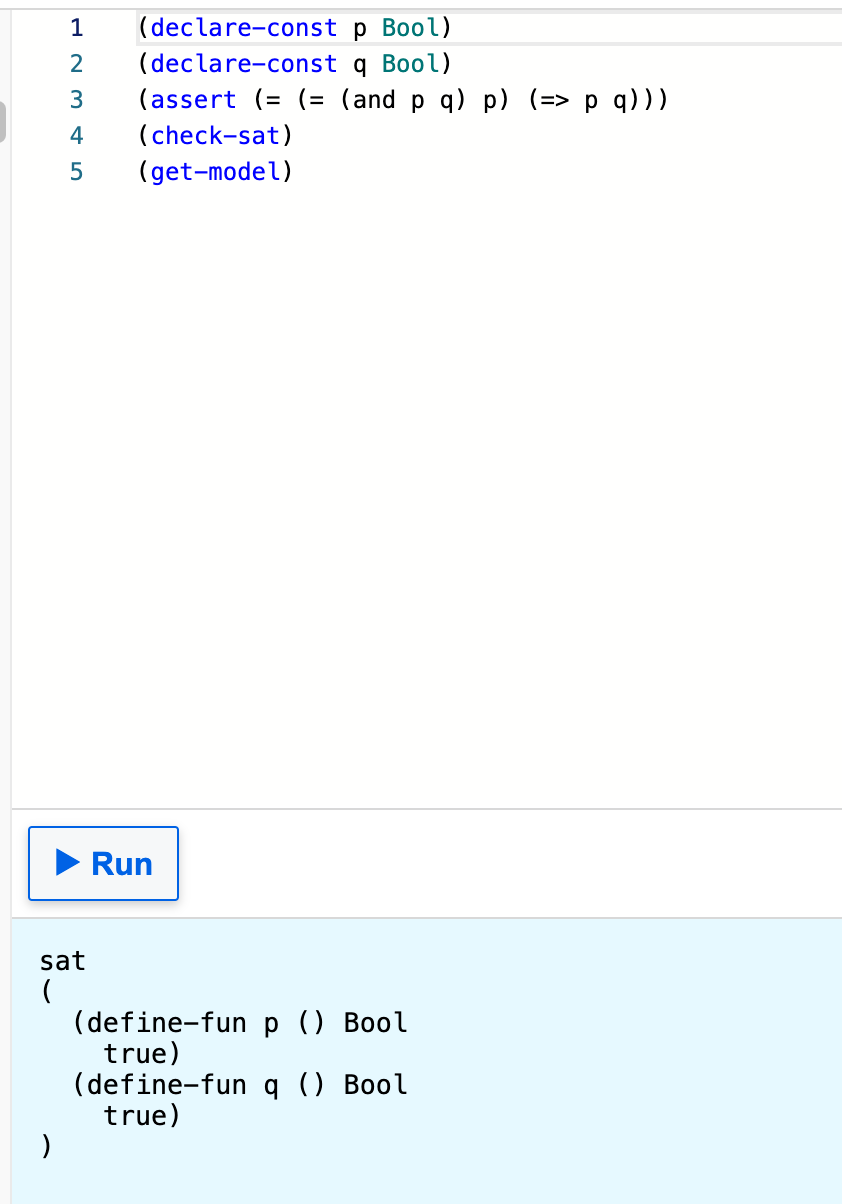 1 (declare-const p Bool)
2 (declare-const q Bool)
3 (assert (= (= (and p q) p) (=> p q)))
4 (check-sat)
5 (get-model)
Run
sat
(
  (define-fun p () Bool
    true)
  (define-fun q () Bool
    true)
)